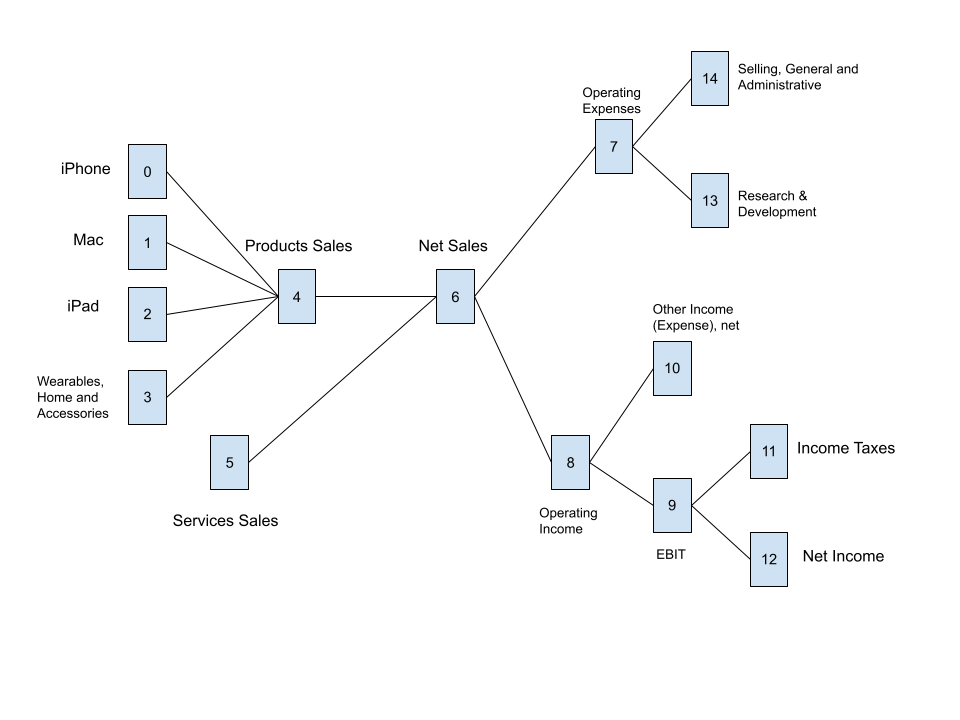 14
Selling, General and
Administrative
Operating
Expenses
7
iPhone
0
13
Research &
Development
Mac
1
Products Sales
Net Sales
4
6
iPad
2
Other Income
(Expense), net
10
Wearables,
Home and
Accessories
3
5
8
11
Income Taxes
9
Services Sales
Operating
Income
EBIT
12
Net Income